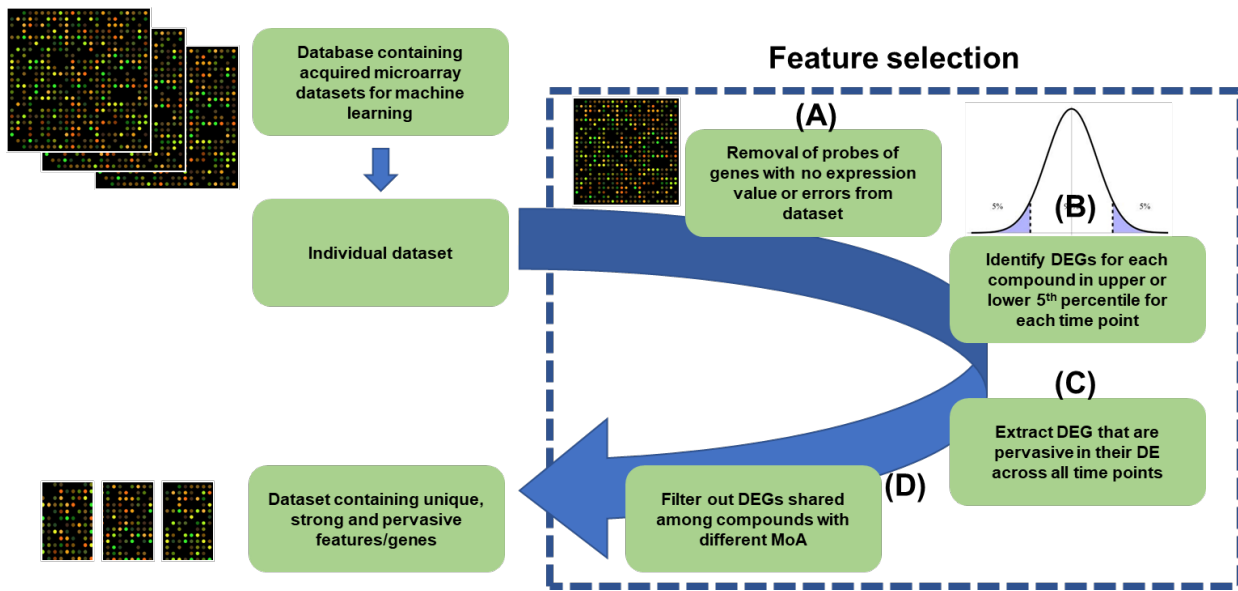 Database containing
acquired microarray
datasets for machine
learning
Feature selection
(A)
Removal of probes of
genes with no expression
value or errors from
dataset
5%
5%
(B)
Individual dataset
Identify DEGs for each
compound in upper or
lower 5th percentile for
each time point
(C)
Extract DEG that are
pervasive in their DE
across all time points
(D)
Filter out DEGs shared
among compounds with
different MoA
Dataset containing unique,
strong and pervasive
features/genes